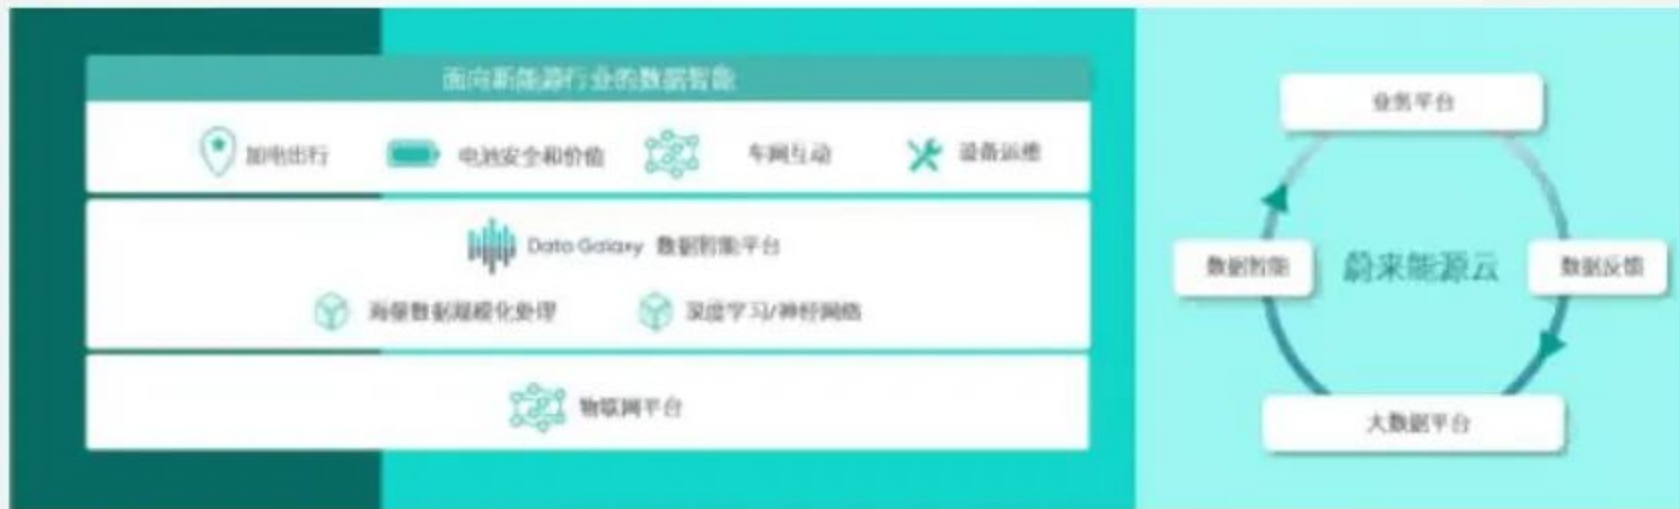 面向新能源行业的数据智能
加电出行 电池安全和价值 车网互动 设备运维
Data Galaxy 数据智能平台
海量数据规模化处理 深度学习/神经网络
物联网平台
业务平台
数据智能 蔚来能源云 数据反馈
大数据平台